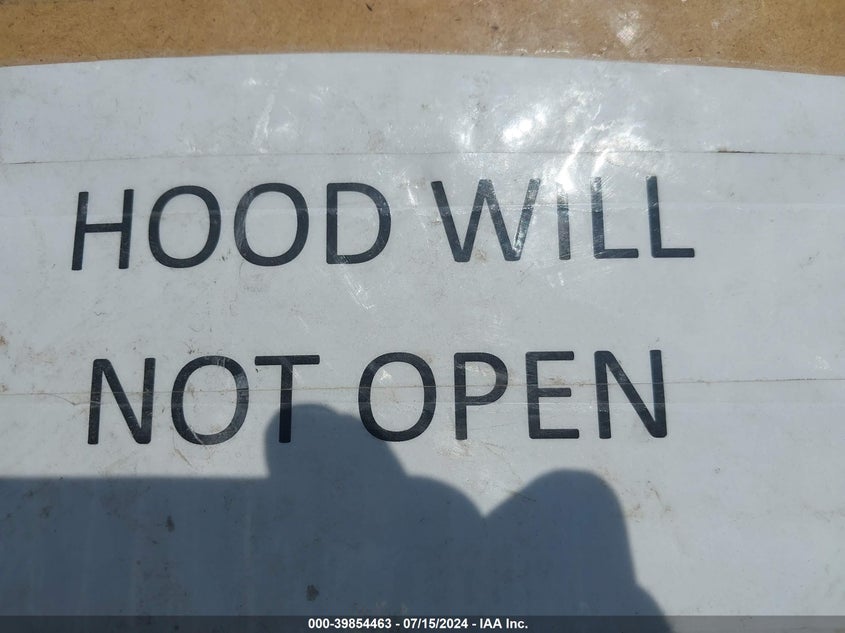 HOOD WILL
NOT OPEN
000-39854463 - 07/15/2024 - IAA Inc.